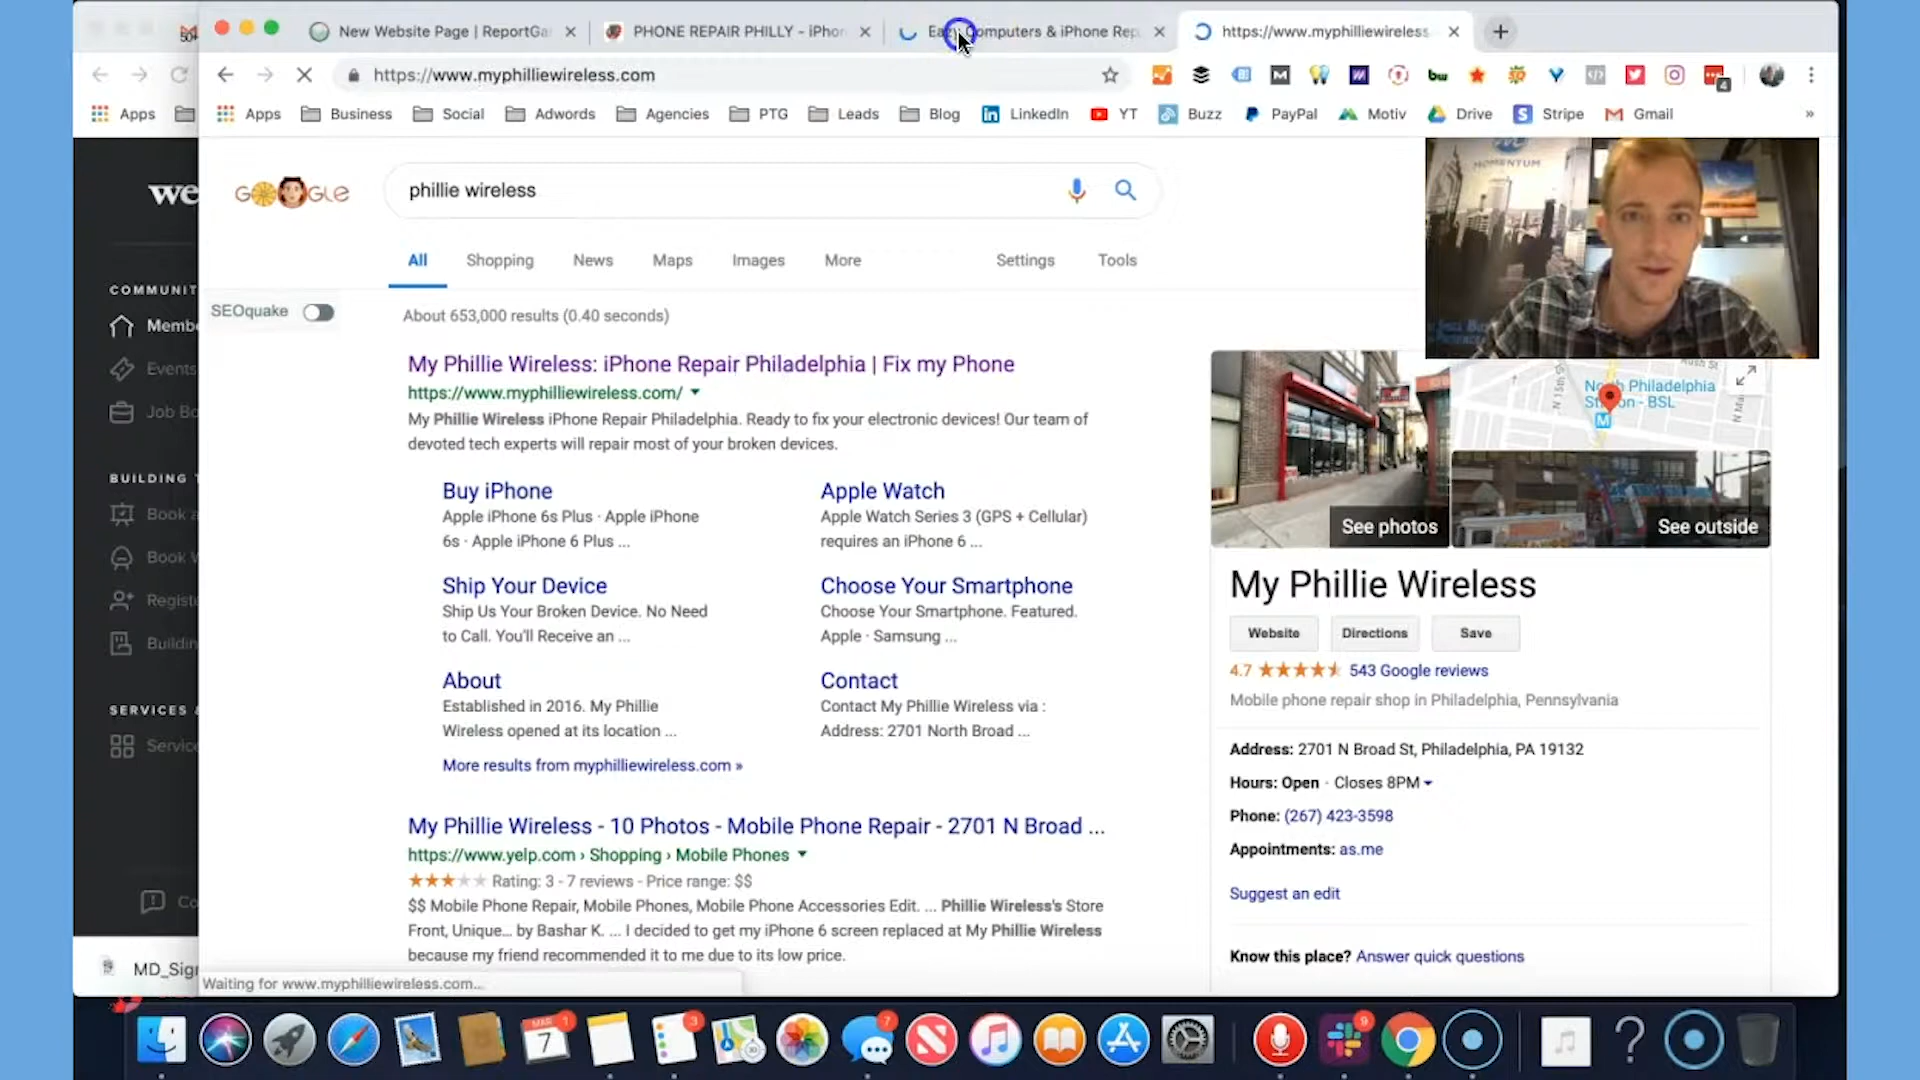 50+
New Website Page | ReportGa
PHONE REPAIR PHILLY - iPhon
Computers & iPhone Rep
https://www.myphilliewireless
https://www.myphilliewireless.com
4
Apps
Apps
Business
Social
Adwords
Agencies
PTG
Leads
Blog
LinkedIn
YT
Buzz
PayPal
Motiv
Drive
Stripe
Gmail
»
we
COMMUNIT
Memb
Events
Job Bo
BUILDING
Book a
Book W
Regist
Buildin
SERVICES
Servic
Co
MD_Sig
GOOGLE
phillie wireless
All
Shopping
News
Maps
Images
More
Settings
Tools
SEOquake
About 653,000 results (0.40 seconds)
My Phillie Wireless: iPhone Repair Philadelphia | Fix my Phone
https://www.myphilliewireless.com/
My Phillie Wireless iPhone Repair Philadelphia. Ready to fix your electronic devices! Our team of
devoted tech experts will repair most of your broken devices.
Buy iPhone
Apple iPhone 6s Plus · Apple iPhone
6s · Apple iPhone 6 Plus ...
Apple Watch
Apple Watch Series 3 (GPS + Cellular)
requires an iPhone 6 ...
Ship Your Device
Ship Us Your Broken Device. No Need
to Call. You'll Receive an ...
Choose Your Smartphone
Choose Your Smartphone. Featured.
Apple · Samsung ...
About
Established in 2016. My Phillie
Wireless opened at its location ...
Contact
Contact My Phillie Wireless via :
Address: 2701 North Broad ...
More results from myphilliewireless.com »
My Phillie Wireless - 10 Photos - Mobile Phone Repair - 2701 N Broad ...
https://www.yelp.com › Shopping › Mobile Phones
Rating: 3 - 7 reviews - Price range: $$
$$ Mobile Phone Repair, Mobile Phones, Mobile Phone Accessories Edit. ... Phillie Wireless's Store
Front, Unique... by Bashar K. ... I decided to get my iPhone 6 screen replaced at My Phillie Wireless
because my friend recommended it to me due to its low price.
Waiting for www.myphilliewireless.com...
MOMENTUM
N 15th St
North Philadelphia
Station - BSL
M
See photos
See outside
My Phillie Wireless
Website
Directions
Save
4.7
543 Google reviews
Mobile phone repair shop in Philadelphia, Pennsylvania
Address: 2701 N Broad St, Philadelphia, PA 19132
Hours: Open · Closes 8PM
Phone: (267) 423-3598
Appointments: as.me
Suggest an edit
Know this place? Answer quick questions
MAR
7
1
3
7
9